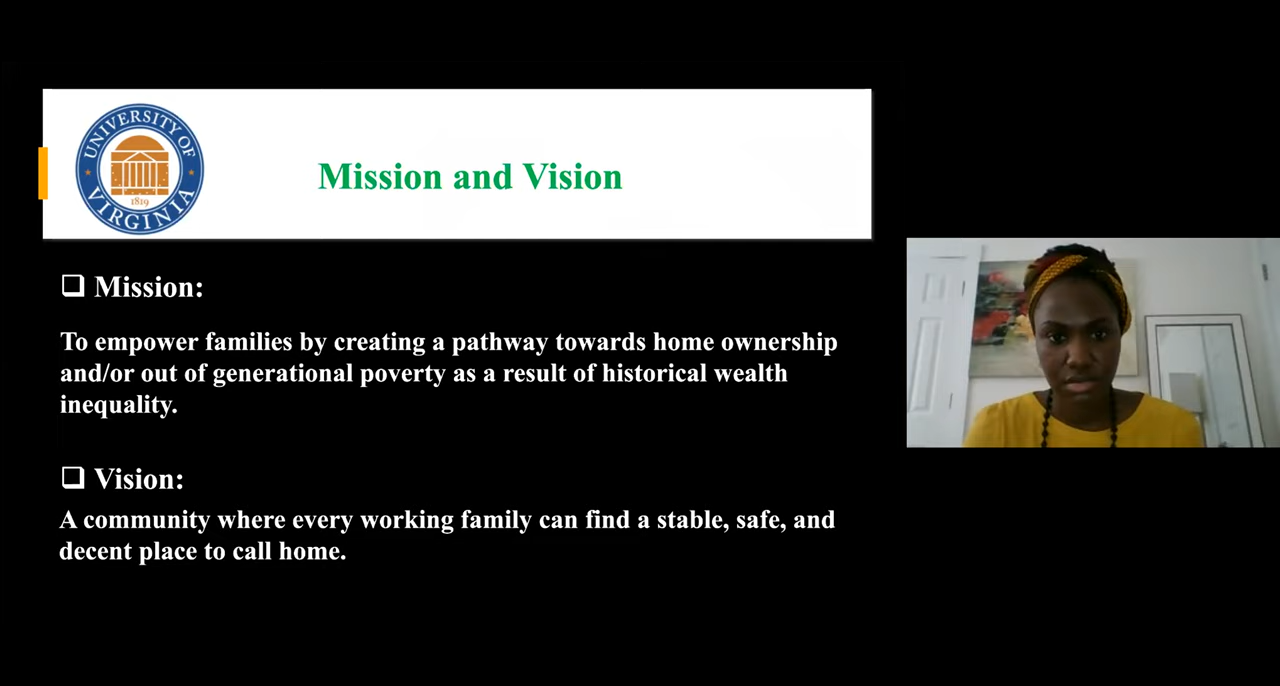 UNIVERSITY OF
VIRGINIA
1819
Mission and Vision
❑ Mission:
To empower families by creating a pathway towards home ownership
and/or out of generational poverty as a result of historical wealth
inequality.
❑ Vision:
A community where every working family can find a stable, safe, and
decent place to call home.